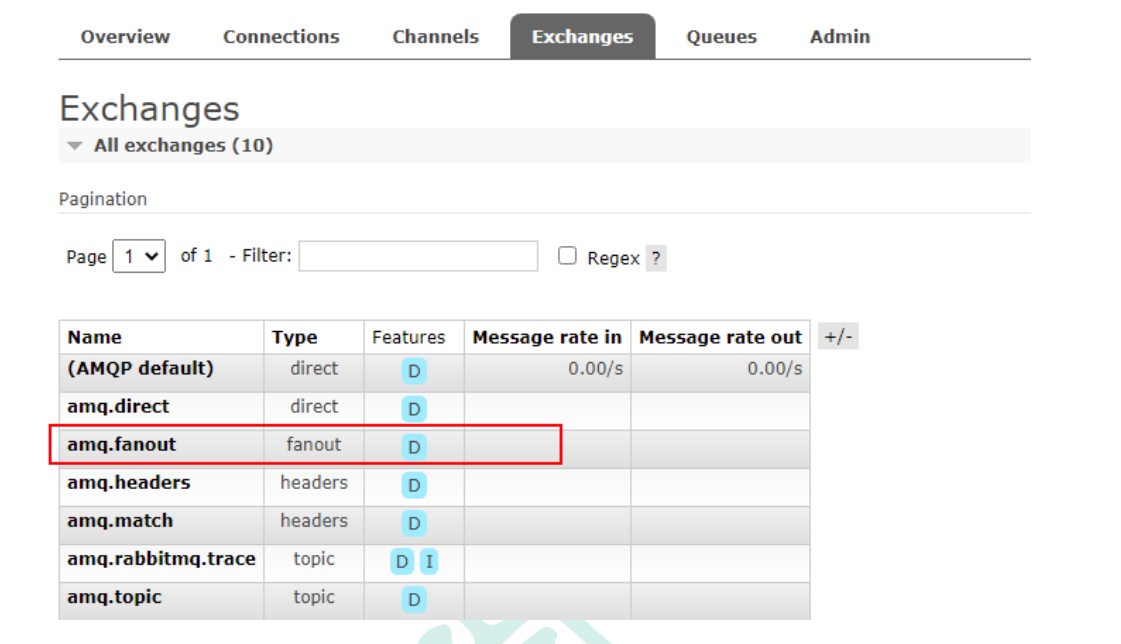 Overview Connections Channels Exchanges Queues Admin
Exchanges
All exchanges (10)
Pagination
Page 1 of 1 - Filter: Regex ?
Name Type Features Message rate in Message rate out +/-
(AMQP default) direct D 0.00/s 0.00/s
amq.direct direct D
amq.fanout fanout D
amq.headers headers D
amq.match headers D
amq.rabbitmq.trace topic D I
amq.topic topic D